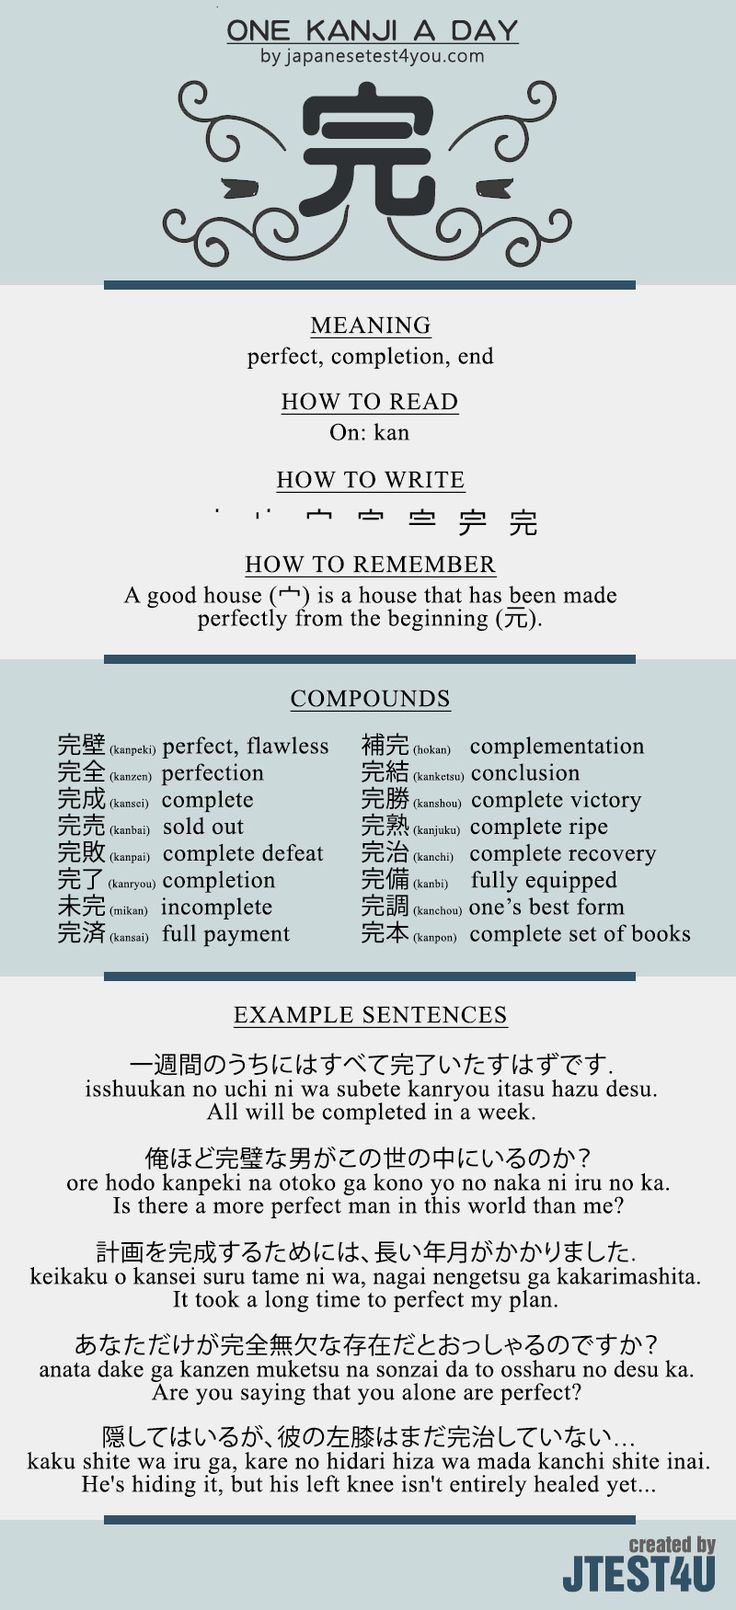 ONE KANJI A DAY
by japanesetest4you.com
完
MEANING
perfect, completion, end
HOW TO READ
On: kan
HOW TO WRITE
完
HOW TO REMEMBER
A good house (宀) is a house that has been made
perfectly from the beginning (元).
COMPOUNDS
完壁 (kanpeki) perfect, flawless
完全 (kanzen) perfection
完成 (kansei) complete
完売 (kanbai) sold out
完敗 (kanpai) complete defeat
完了 (kanryou) completion
未完 (mikan) incomplete
完済 (kansai) full payment
補完 (hokan) complementation
完結 (kanketsu) conclusion
完勝 (kanshou) complete victory
完熟 (kanjuku) complete ripe
完治 (kanchi) complete recovery
完備 (kanbi) fully equipped
完調 (kanchou) one's best form
完本 (kanpon) complete set of books
EXAMPLE SENTENCES
一週間のうちにはすべて完了いたすはずです.
isshuukan no uchi ni wa subete kanryou itasu hazu desu.
All will be completed in a week.
俺ほど完璧な男がこの世の中にいるのか?
ore hodo kanpeki na otoko ga kono yo no naka ni iru no ka.
Is there a more perfect man in this world than me?
計画を完成するためには、長い年月がかかりました.
keikaku o kansei suru tame ni wa, nagai nengetsu ga kakarimashita.
It took a long time to perfect my plan.
あなただけが完全無欠な存在だとおっしゃるのですか?
anata dake ga kanzen muketsu na sonzai da to ossharu no desu ka.
Are you saying that you alone are perfect?
隠してはいるが、彼の左膝はまだ完治していない…
kaku shite wa iru ga, kare no hidari hiza wa mada kanchi shite inai.
He's hiding it, but his left knee isn't entirely healed yet...
created by
JTEST4U